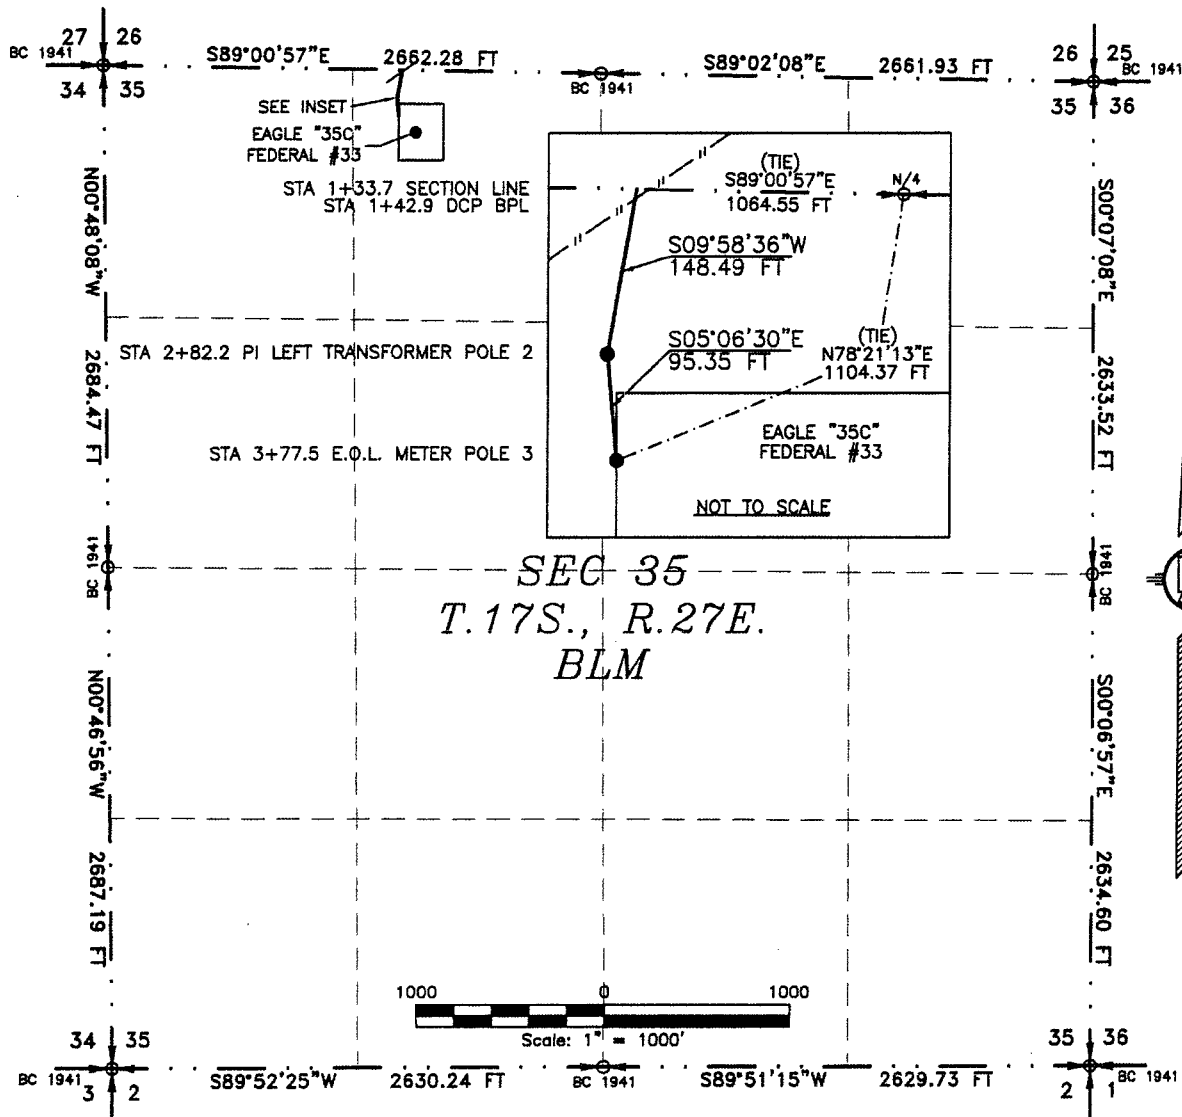 27 26
BC 1941
34 35
S89°00'57"E 2662.28 FT
BC 1941
S89°02'08"E 2661.93 FT
26 25
BC 1941
35 36
SEE INSET
EAGLE "35C"
FEDERAL #33
STA 1+33.7 SECTION LINE
STA 1+42.9 DCP BPL
(TIE)
S89°00'57"E
1064.55 FT
N/4
S09°58'36"W
148.49 FT
S05°06'30"E
95.35 FT
(TIE)
N78°21'13"E
1104.37 FT
EAGLE "35C"
FEDERAL #33
NOT TO SCALE
STA 2+82.2 PI LEFT TRANSFORMER POLE 2
STA 3+77.5 E.O.L. METER POLE 3
N00°48'08"W
2684.47 FT
S00°07'08"E
2633.52 FT
BC 1941
BC 1941
SEC 35
T.17S., R.27E.
BLM
N00°46'56"W
2687.19 FT
S00°06'57"E
2634.60 FT
1000 0 1000
Scale: 1" = 1000'
34 35
BC 1941
3 2
S89°52'25"W 2630.24 FT
BC 1941
S89°51'15"W 2629.73 FT
35 36
BC 1941
2 1